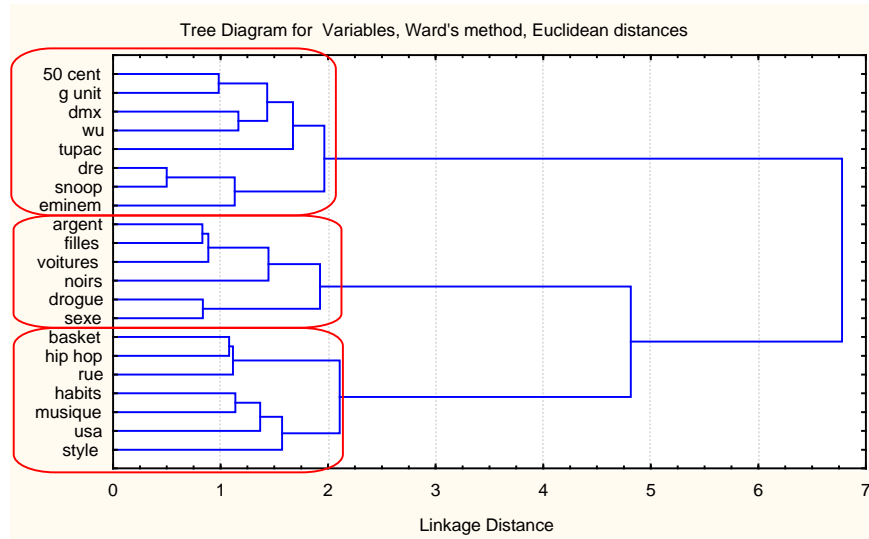 Tree Diagram for Variables, Ward's method, Euclidean distances
50 cent
g unit
dmx
wu
tupac
dre
snoop
eminem
argent
filles
voitures
noirs
drogue
sexe
basket
hip hop
rue
habits
musique
usa
style
0 1 2 3 4 5 6 7
Linkage Distance